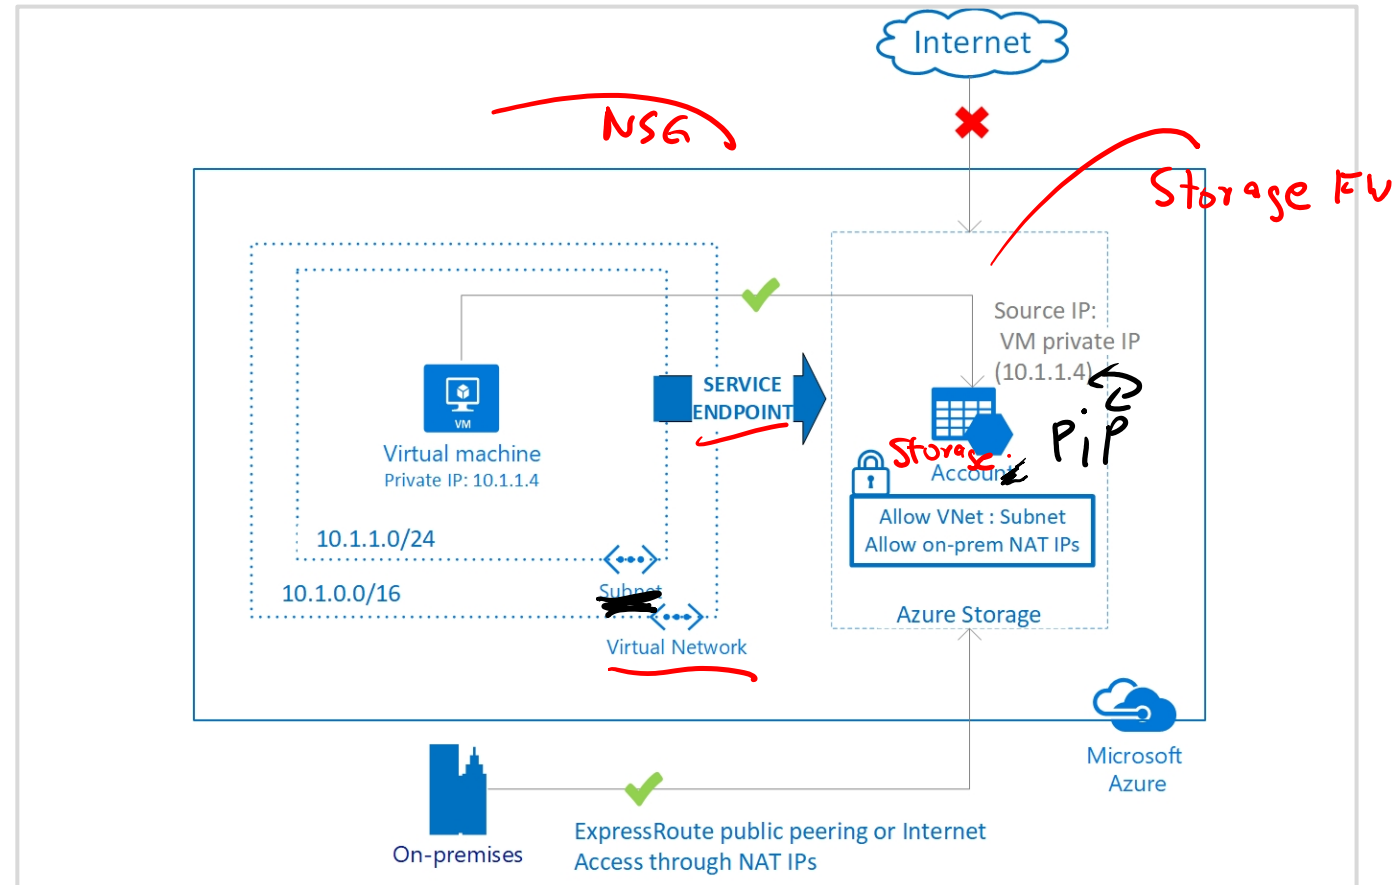 Internet
NSG
Storage FW
Source IP:
VM private IP
(10.1.1.4)
SERVICE
ENDPOINT
VM
Virtual machine
Private IP: 10.1.1.4
PiP
Storage
Account
Allow VNet : Subnet
Allow on-prem NAT IPs
10.1.1.0/24
10.1.0.0/16
Subnet
Virtual Network
Azure Storage
Microsoft
Azure
On-premises
ExpressRoute public peering or Internet
Access through NAT IPs